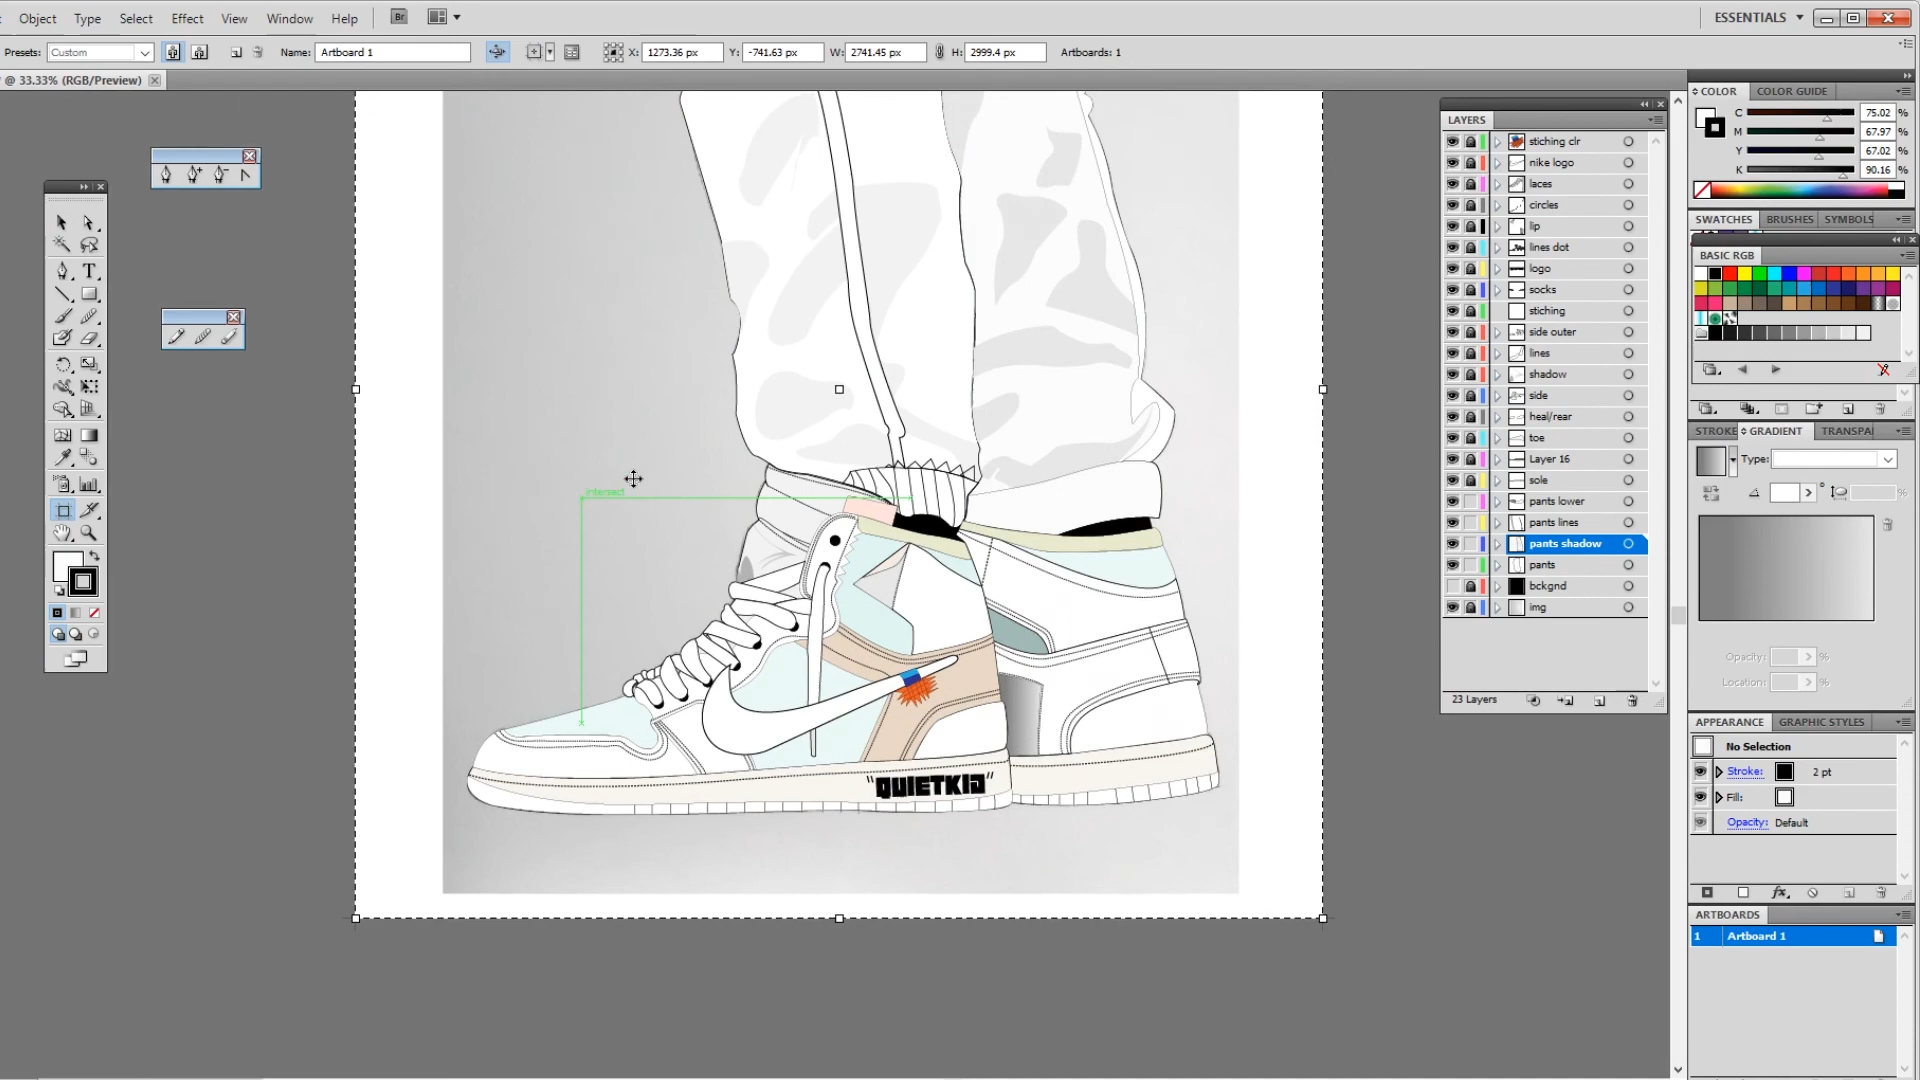 Object Type Select Effect View Window Help Br ESSENTIALS
Presets: Custom Name: Artboard 1 X: 1273.36 px Y: -741.63 px W: 2741.45 px H: 2999.4 px Artboards: 1
@ 33.33% (RGB/Preview)
intersect
"QUIETKID"
LAYERS
stiching clr
nike logo
laces
circles
lip
lines dot
logo
socks
stiching
side outer
lines
shadow
side
heal/rear
toe
Layer 16
sole
pants lower
pants lines
pants shadow
pants
bckgnd
img
23 Layers
COLOR COLOR GUIDE
C 75.02 %
M 67.97 %
Y 67.02 %
K 90.16 %
SWATCHES BRUSHES SYMBOLS
BASIC RGB
STROKE GRADIENT TRANSPA
Type:
°
%
Opacity: %
Location: %
APPEARANCE GRAPHIC STYLES
No Selection
Stroke: 2 pt
Fill:
Opacity: Default
fx
ARTBOARDS
1 Artboard 1